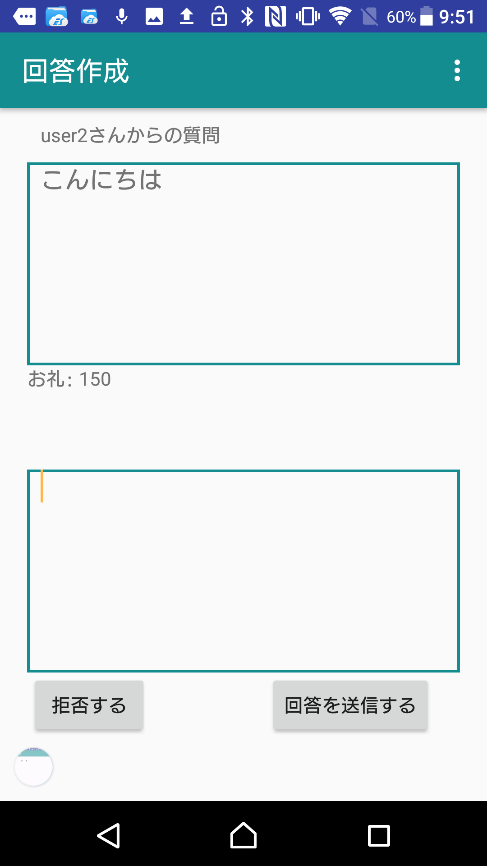 60% 9:51
回答作成
user2さんからの質問
こんにちは
お礼: 150
拒否する
回答を送信する